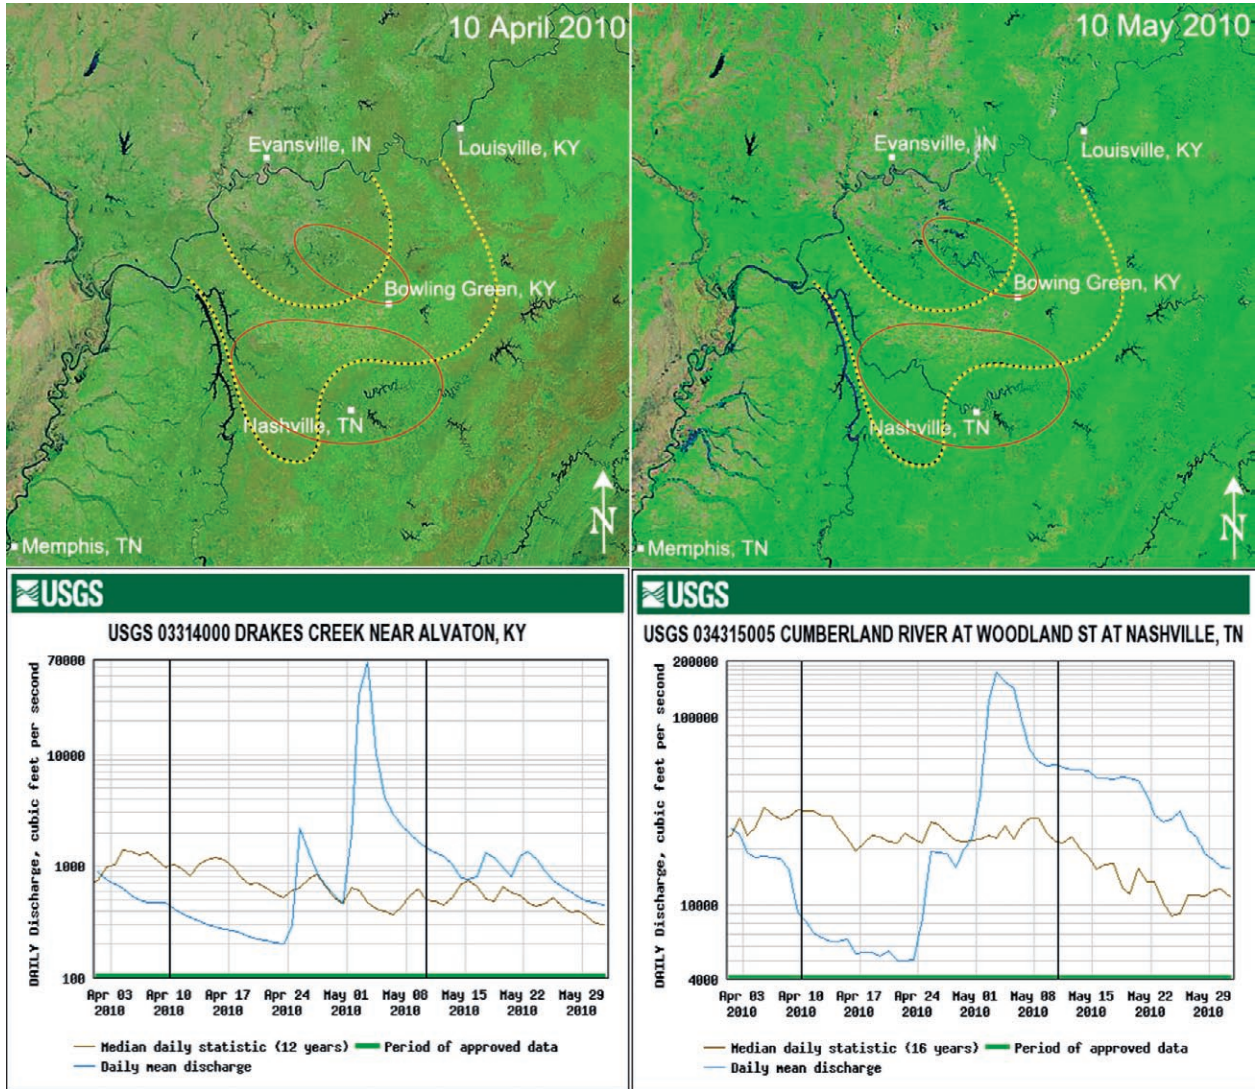 10 April 2010
Evansville, IN
Louisville, KY
Bowling Green, KY
Nashville, TN
Memphis, TN
N
10 May 2010
Evansville, IN
Louisville, KY
Bowing Green, KY
Nashville, TN
Memphis, TN
N
USGS
USGS 03314000 DRAKES CREEK NEAR ALVATON, KY
DAILY Discharge, cubic feet per second
70000
10000
1000
100
Apr 03 Apr 10 Apr 17 Apr 24 May 01 May 08 May 15 May 22 May 29
2010 2010 2010 2010 2010 2010 2010 2010 2010
Median daily statistic (12 years) Period of approved data
Daily mean discharge
USGS
USGS 034315005 CUMBERLAND RIVER AT WOODLAND ST AT NASHVILLE, TN
DAILY Discharge, cubic feet per second
200000
100000
10000
4000
Apr 03 Apr 10 Apr 17 Apr 24 May 01 May 08 May 15 May 22 May 29
2010 2010 2010 2010 2010 2010 2010 2010 2010
Median daily statistic (16 years) Period of approved data
Daily mean discharge